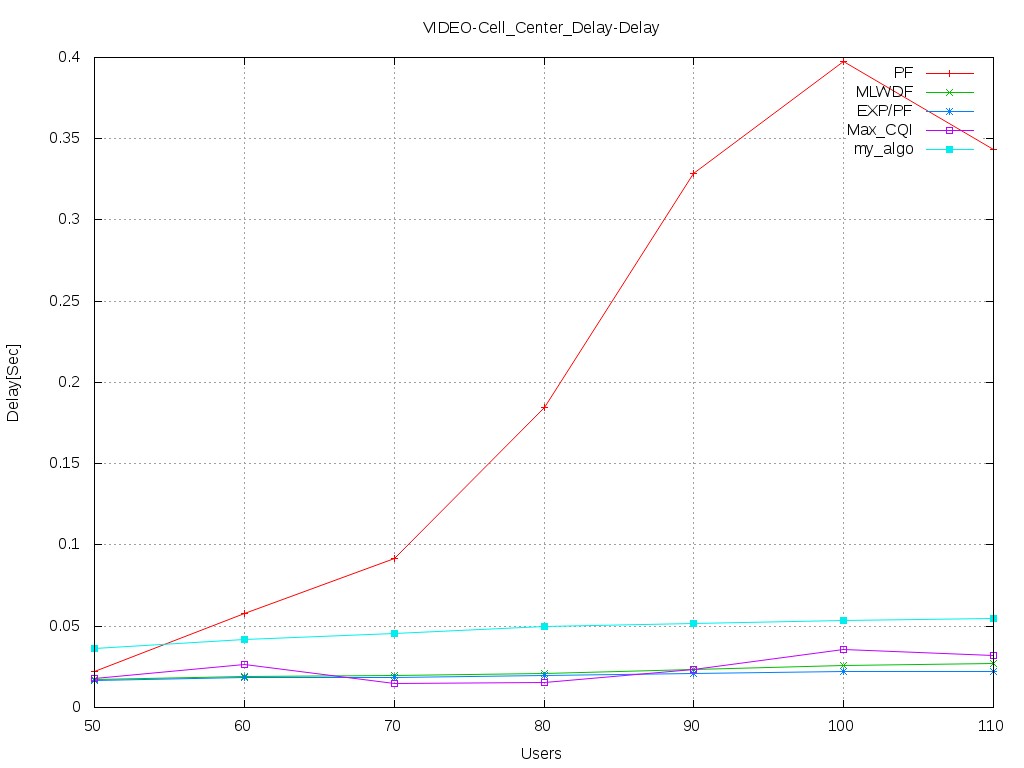 VIDEO-Cell_Center_Delay-Delay
0.4
0.35
0.3
0.25
0.2
0.15
0.1
0.05
0
Delay[Sec]
PF
MLWDF
EXP/PF
Max_CQI
my_algo
50 60 70 80 90 100 110
Users